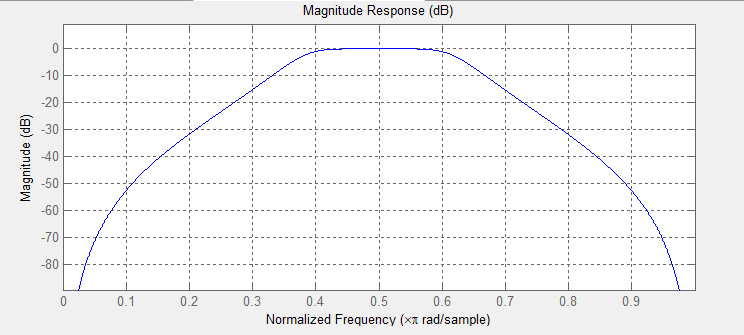 Magnitude Response (dB)
0
-10
-20
-30
-40
-50
-60
-70
-80
Magnitude (dB)
0 0.1 0.2 0.3 0.4 0.5 0.6 0.7 0.8 0.9
Normalized Frequency (×π rad/sample)